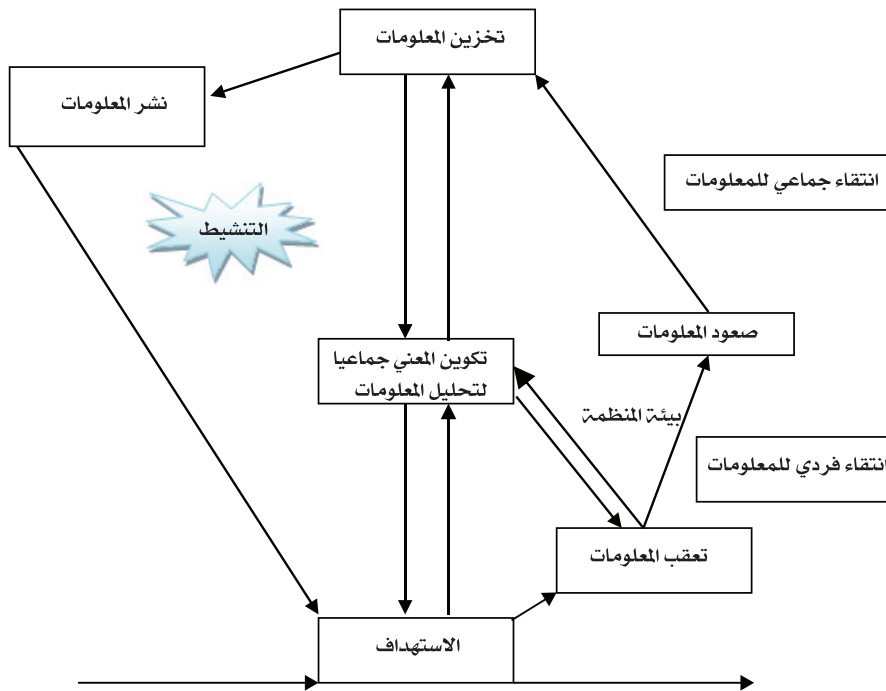 تخزين المعلومات
نشر المعلومات
انتقاء جماعي للمعلومات
التنشيط
صعود المعلومات
تكوين المعني جماعيا
لتحليل المعلومات
بيئة المنظمة
انتقاء فردي للمعلومات
تعقب المعلومات
الاستهداف